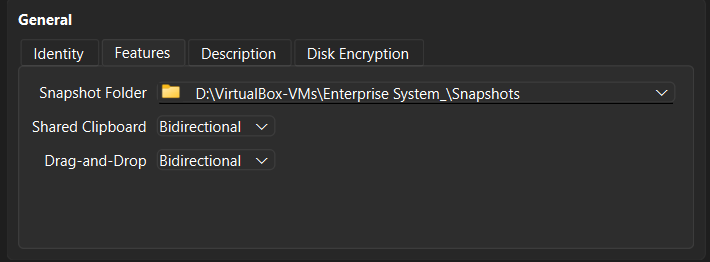 General
Identity Features Description Disk Encryption
Snapshot Folder D:\VirtualBox-VMs\Enterprise System_\Snapshots
Shared Clipboard Bidirectional
Drag-and-Drop Bidirectional